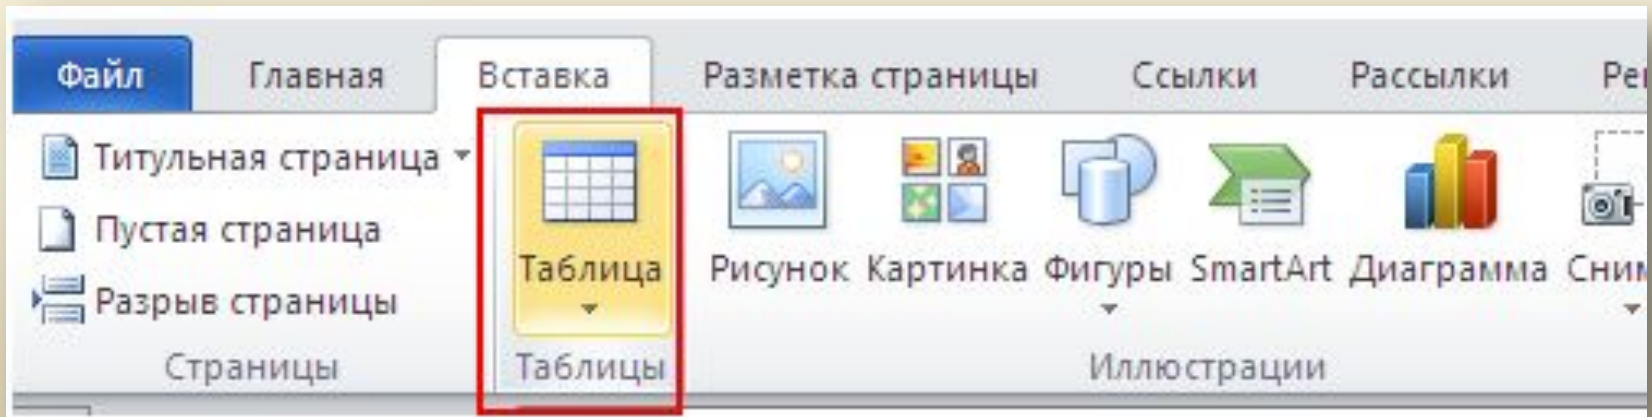 Файл Главная Вставка Разметка страницы Ссылки Рассылки
Титульная страница
Пустая страница
Разрыв страницы
Таблица Рисунок Картинка Фигуры SmartArt Диаграмма
Страницы Таблицы Иллюстрации